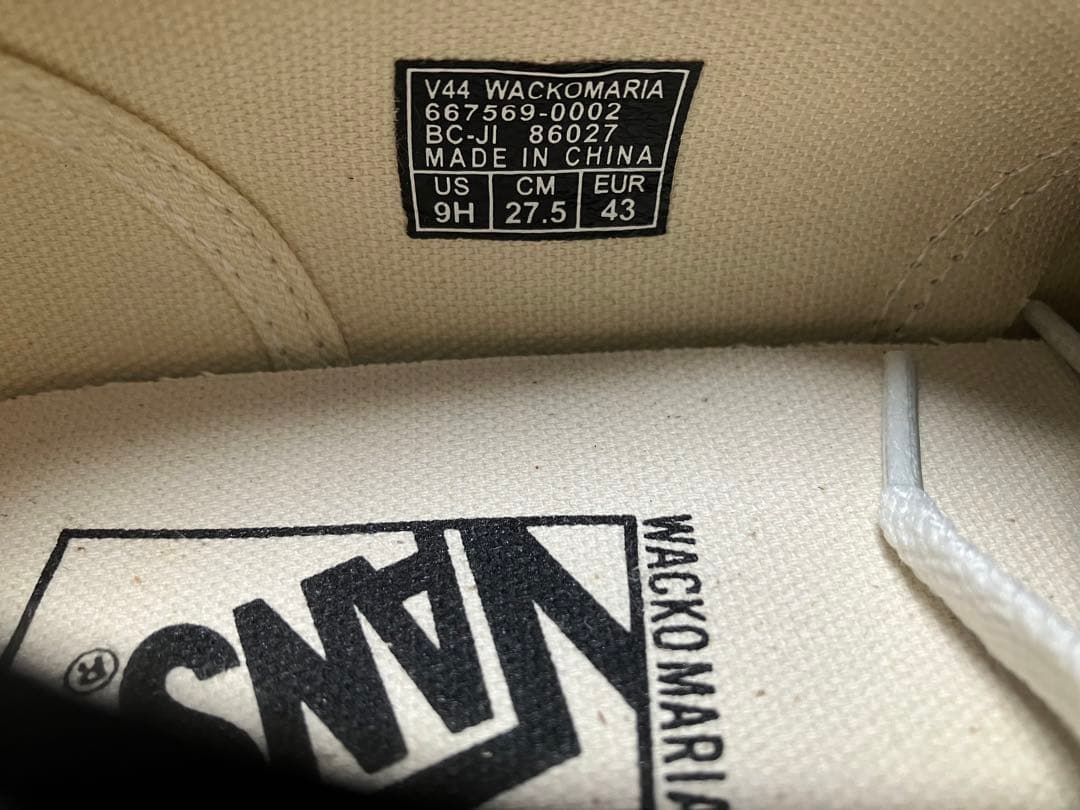 V44 WACKOMARIA
667569-0002
BC-JI 86027
MADE IN CHINA
US CM EUR
9H 27.5 43
VANS
®
WACKOMARIA